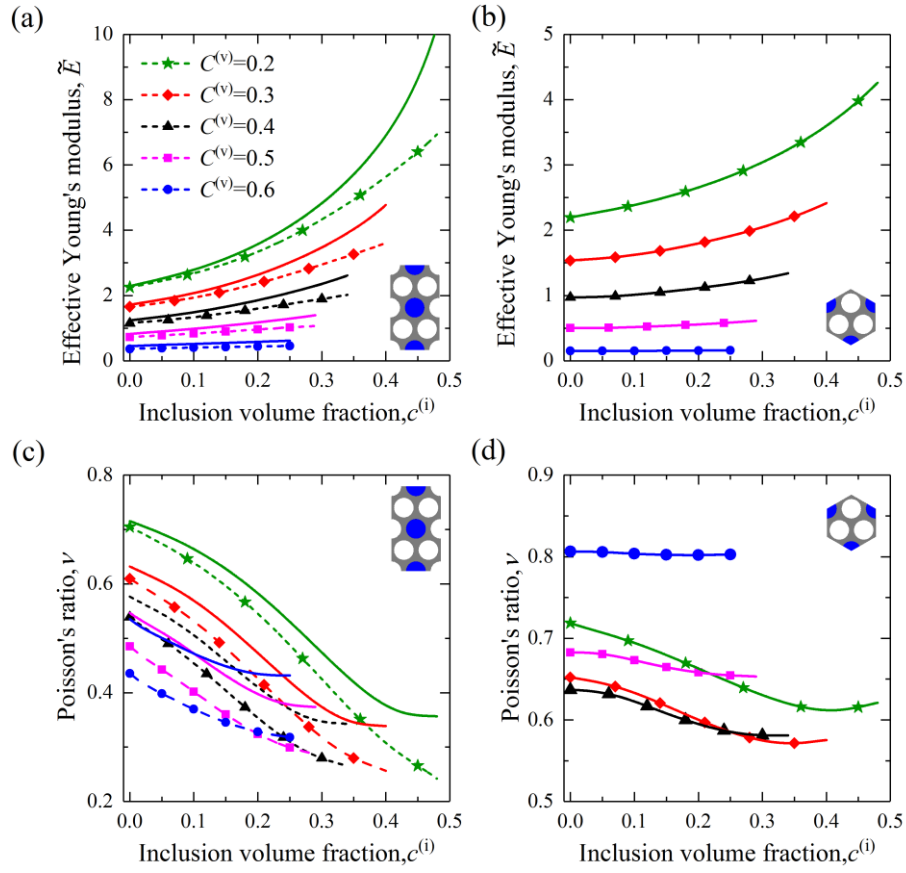 (a)
Effective Young's modulus, Ẽ
10
8
6
4
2
0
C(v)=0.2
C(v)=0.3
C(v)=0.4
C(v)=0.5
C(v)=0.6
0.0 0.1 0.2 0.3 0.4 0.5
Inclusion volume fraction,c(i)
(b)
Effective Young's modulus, Ẽ
5
4
3
2
1
0
0.0 0.1 0.2 0.3 0.4 0.5
Inclusion volume fraction,c(i)
(c)
Poisson's ratio, ν
0.8
0.6
0.4
0.2
0.0 0.1 0.2 0.3 0.4 0.5
Inclusion volume fraction,c(i)
(d)
Poisson's ratio, ν
0.9
0.8
0.7
0.6
0.5
0.0 0.1 0.2 0.3 0.4 0.5
Inclusion volume fraction,c(i)